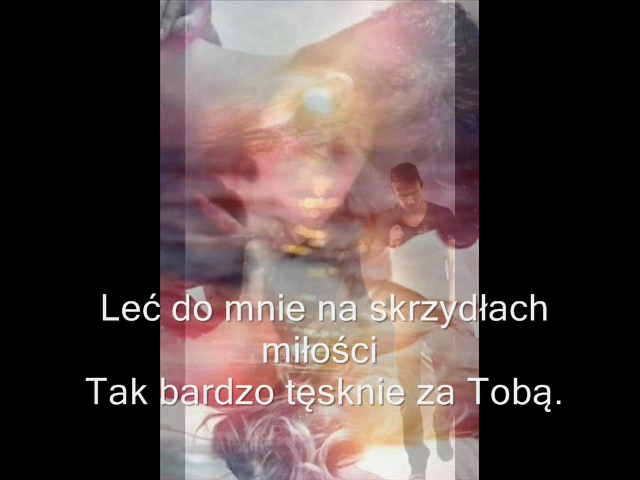 Leć do mnie na skrzydłach
miłości
Tak bardzo tęsknie za Tobą.